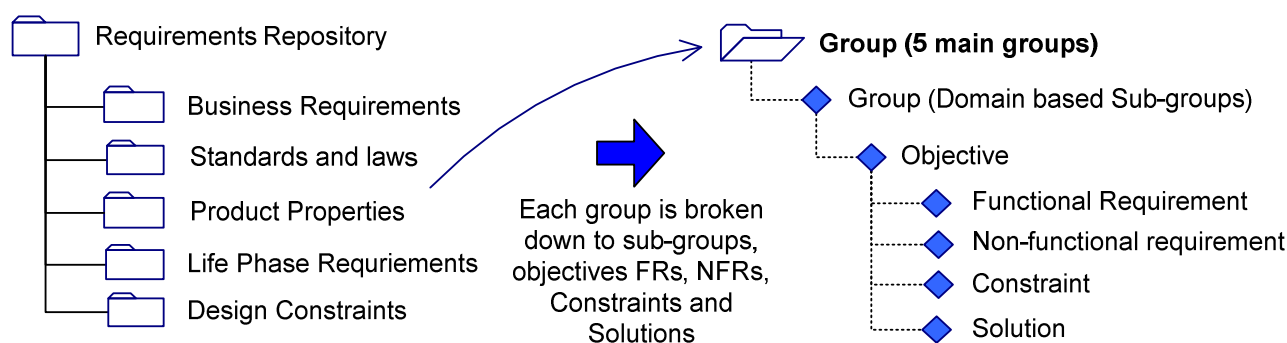 Requirements Repository
Business Requirements
Standards and laws
Product Properties
Life Phase Requriements
Design Constraints
Each group is broken
down to sub-groups,
objectives FRs, NFRs,
Constraints and
Solutions
Group (5 main groups)
Group (Domain based Sub-groups)
Objective
Functional Requirement
Non-functional requirement
Constraint
Solution